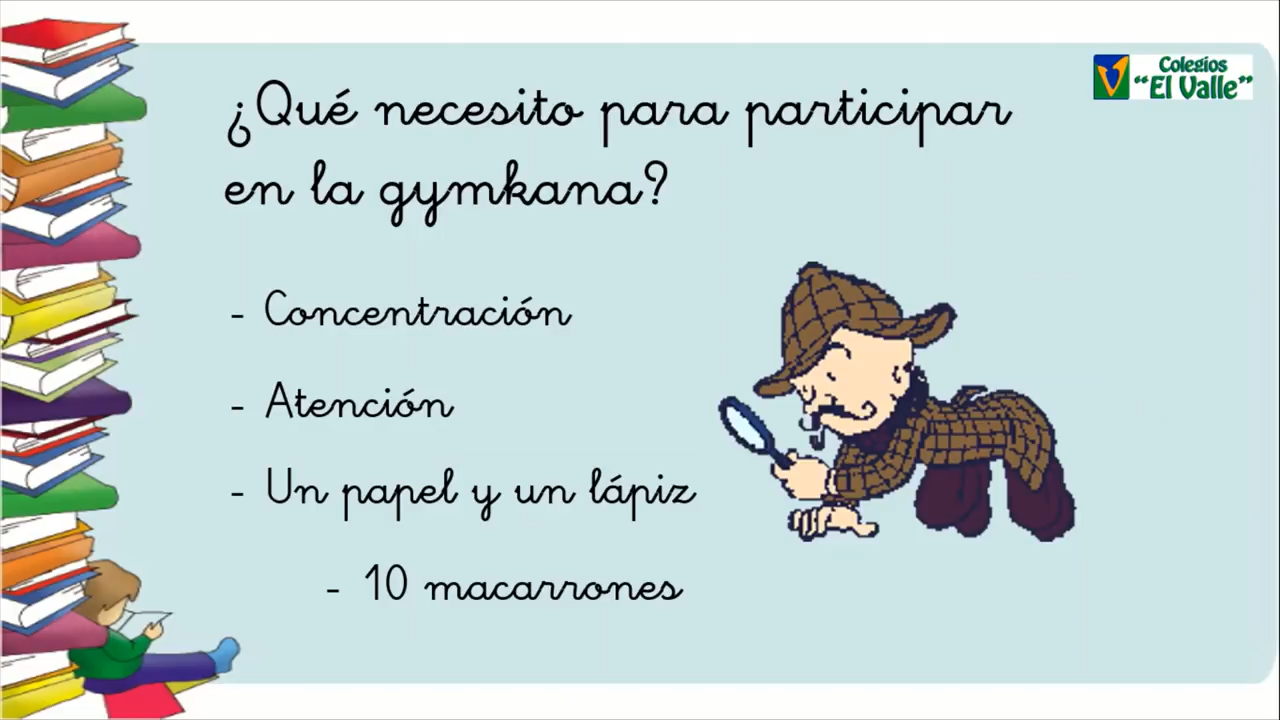 Colegios
"El Valle"
¿Qué necesito para participar
en la gymkana?
- Concentración
- Atención
- Un papel y un lápiz
- 10 macarrones